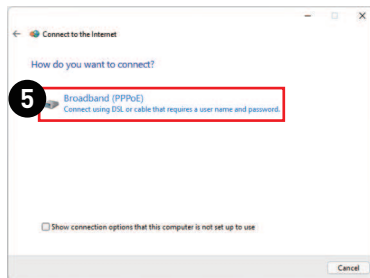 Connect to the Internet
How do you want to connect?
5
Broadband (PPPoE)
Connect using DSL or cable that requires a user name and password.
Show connection options that this computer is not set up to use
Cancel